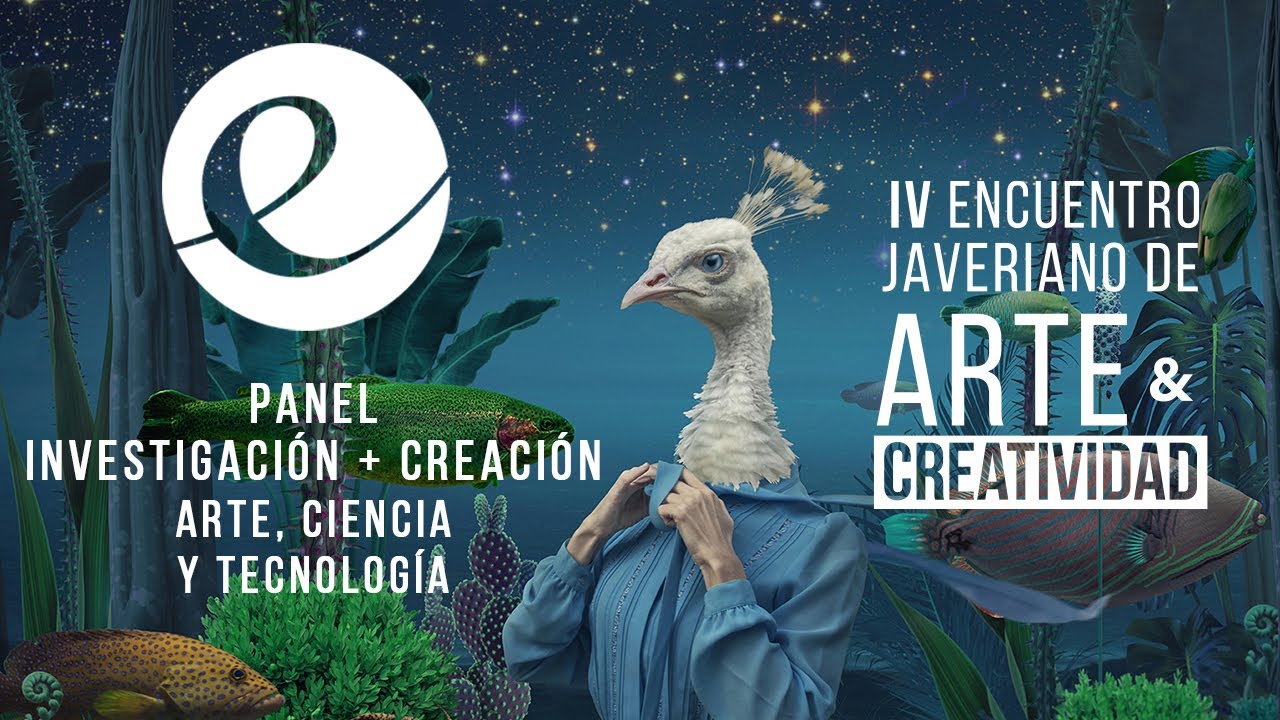 PANEL
INVESTIGACIÓN + CREACIÓN
ARTE, CIENCIA
Y TECNOLOGÍA
IV ENCUENTRO
JAVERIANO DE
ARTE &
CREATIVIDAD